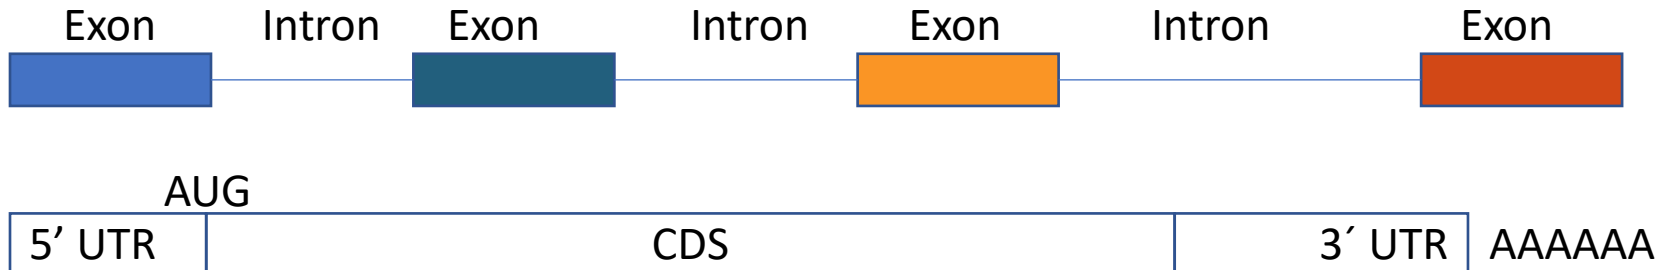 Exon Intron Exon Intron Exon Intron Exon
AUG
5’ UTR CDS 3´ UTR AAAAAA